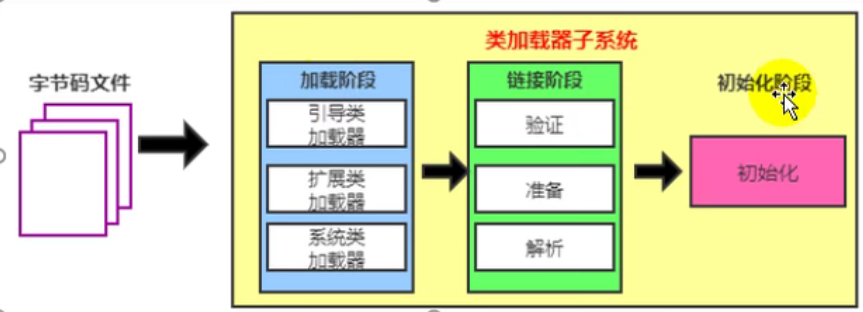 类加载器子系统
字节码文件
加载阶段
引导类
加载器
扩展类
加载器
系统类
加载器
链接阶段
验证
准备
解析
初始化阶段
初始化